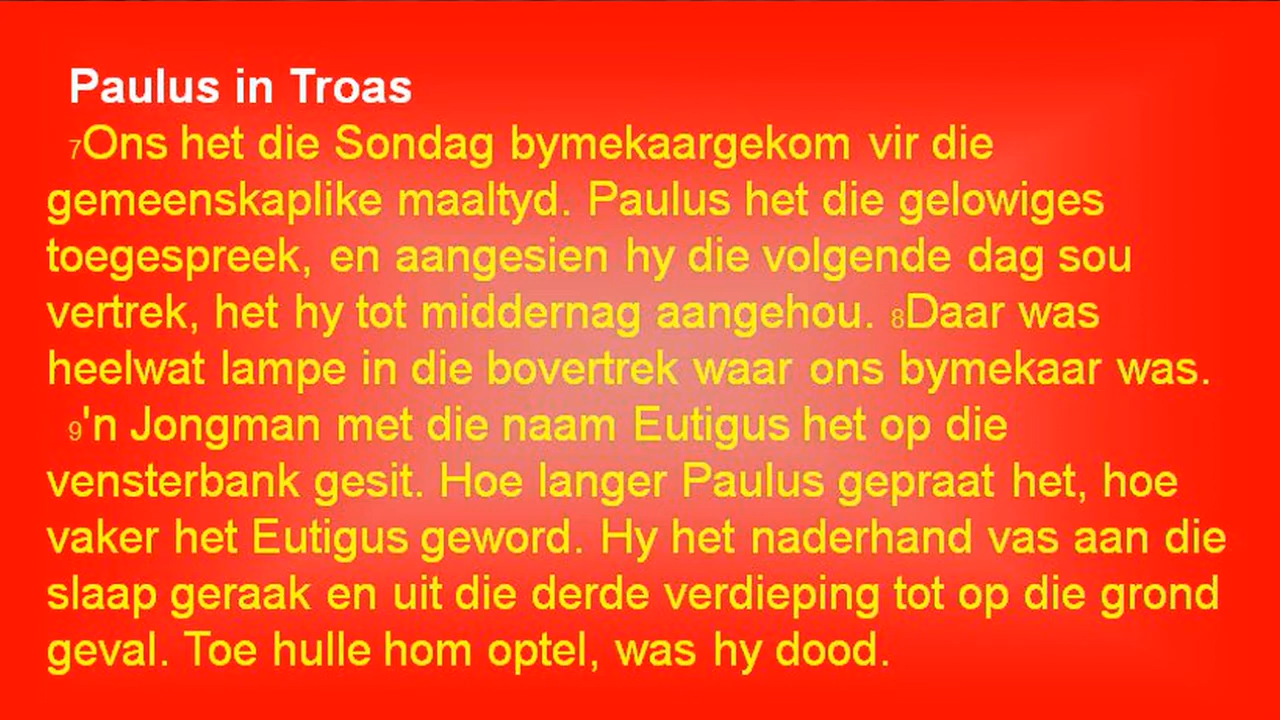 Paulus in Troas
7Ons het die Sondag bymekaargekom vir die
gemeenskaplike maaltyd. Paulus het die gelowiges
toegespreek, en aangesien hy die volgende dag sou
vertrek, het hy tot middernag aangehou. 8Daar was
heelwat lampe in die bovertrek waar ons bymekaar was.
9'n Jongman met die naam Eutigus het op die
vensterbank gesit. Hoe langer Paulus gepraat het, hoe
vaker het Eutigus geword. Hy het naderhand vas aan die
slaap geraak en uit die derde verdieping tot op die grond
geval. Toe hulle hom optel, was hy dood.